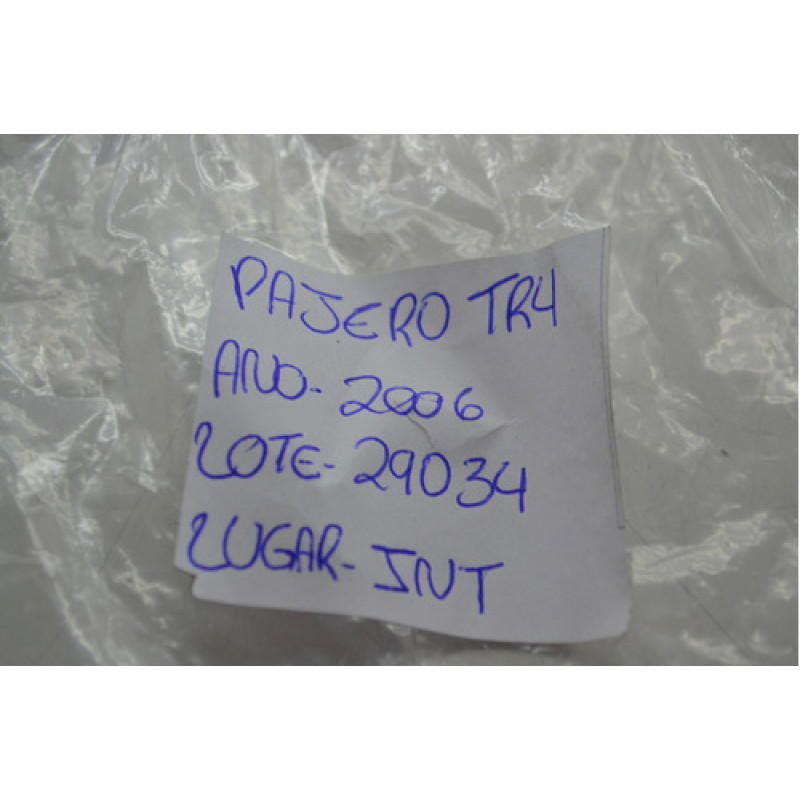 PAJERO TR4
ANO- 2006
LOTE- 29034
LUGAR- INT